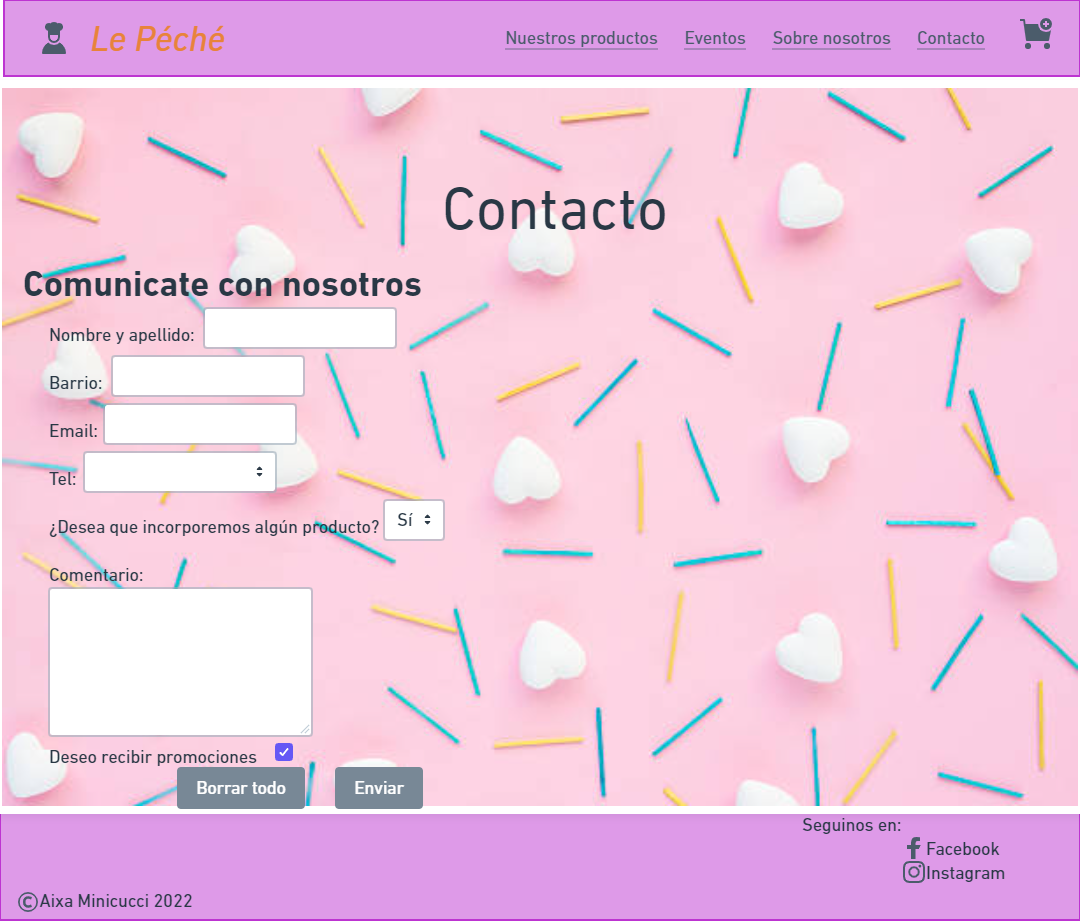 Le Péché
Nuestros productos Eventos Sobre nosotros Contacto
Contacto
Comunicate con nosotros
Nombre y apellido:
Barrio:
Email:
Tel:
¿Desea que incorporemos algún producto? Sí
Comentario:
Deseo recibir promociones
Borrar todo Enviar
Seguinos en:
Facebook
Instagram
©Aixa Minicucci 2022